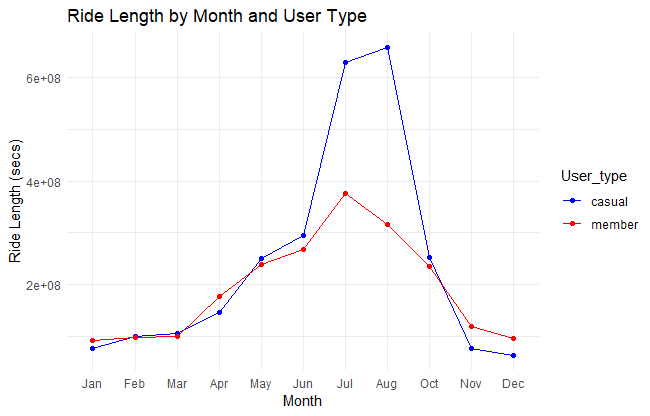 Ride Length by Month and User Type
6e+08
4e+08
2e+08
Ride Length (secs)
Jan Feb Mar Apr May Jun Jul Aug Oct Nov Dec
Month
User_type
casual
member